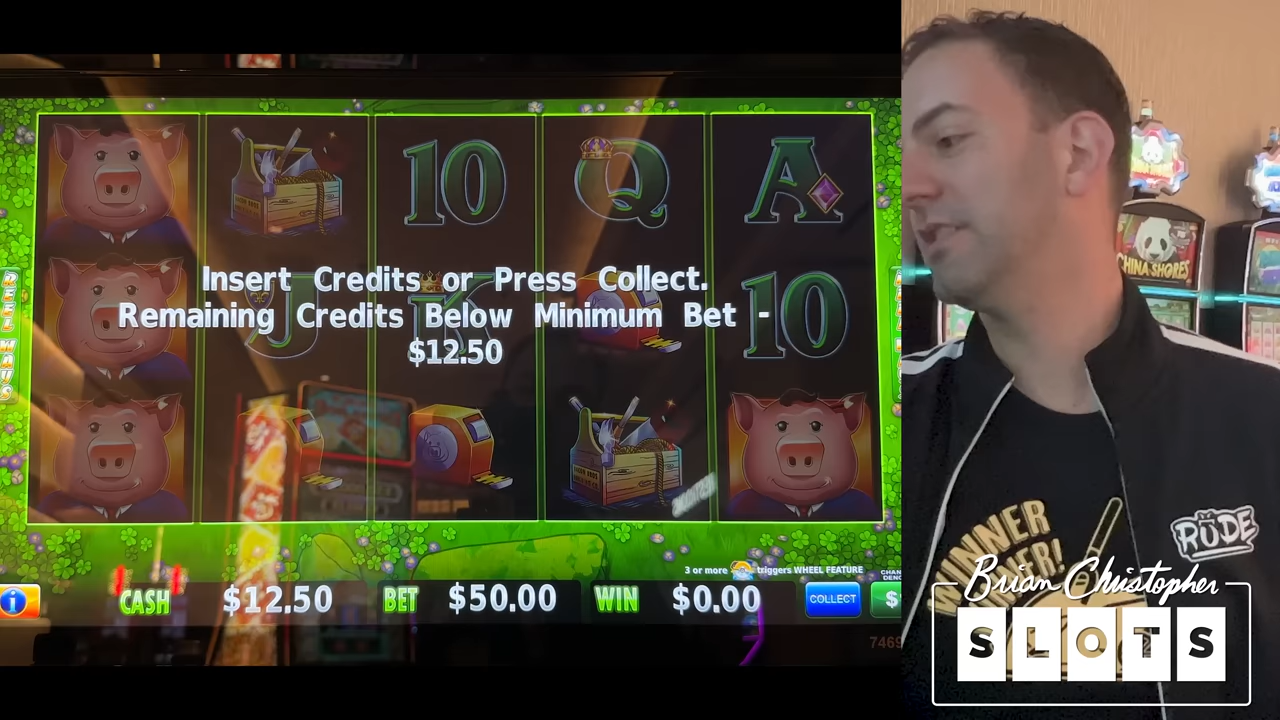 10
Q
A
Insert Credits or Press Collect.
Remaining Credits Below Minimum Bet -
$12.50
J
K
10
3 or more triggers WHEEL FEATURE
CASH $12.50 BET $50.00 WIN $0.00 COLLECT $
7469
CHINA SHORES
WINNER
RUDE
Brian Christopher
SLOTS